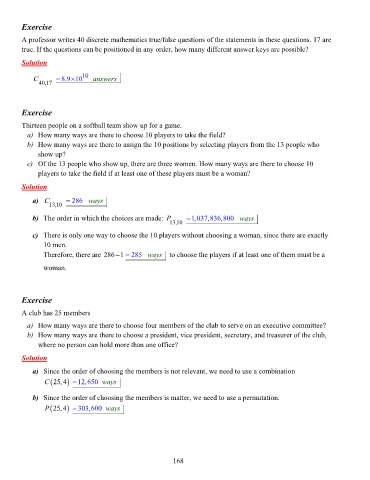 Exercise
A professor writes 40 discrete mathematics true/false questions of the statements in these questions. 17 are
true. If the questions can be positioned in any order, how many different answer keys are possible?
Solution
C40,17 = 8.9×10^10 answers
Exercise
Thirteen people on a softball team show up for a game.
a) How many ways are there to choose 10 players to take the field?
b) How many ways are there to assign the 10 positions by selecting players from the 13 people who
show up?
c) Of the 13 people who show up, there are three women. How many ways are there to choose 10
players to take the field if at least one of these players must be a woman?
Solution
a) C13,10 = 286 ways
b) The order in which the choices are made: P13,10 = 1,037,836,800 ways
c) There is only one way to choose the 10 players without choosing a woman, since there are exactly
10 men.
Therefore, there are 286 − 1 = 285 ways to choose the players if at least one of them must be a
woman.
Exercise
A club has 25 members
a) How many ways are there to choose four members of the club to serve on an executive committee?
b) How many ways are there to choose a president, vice president, secretary, and treasurer of the club,
where no person can hold more than one office?
Solution
a) Since the order of choosing the members is not relevant, we need to use a combination
C(25,4) = 12,650 ways
b) Since the order of choosing the members is matter, we need to use a permutation.
P(25,4) = 303,600 ways
168